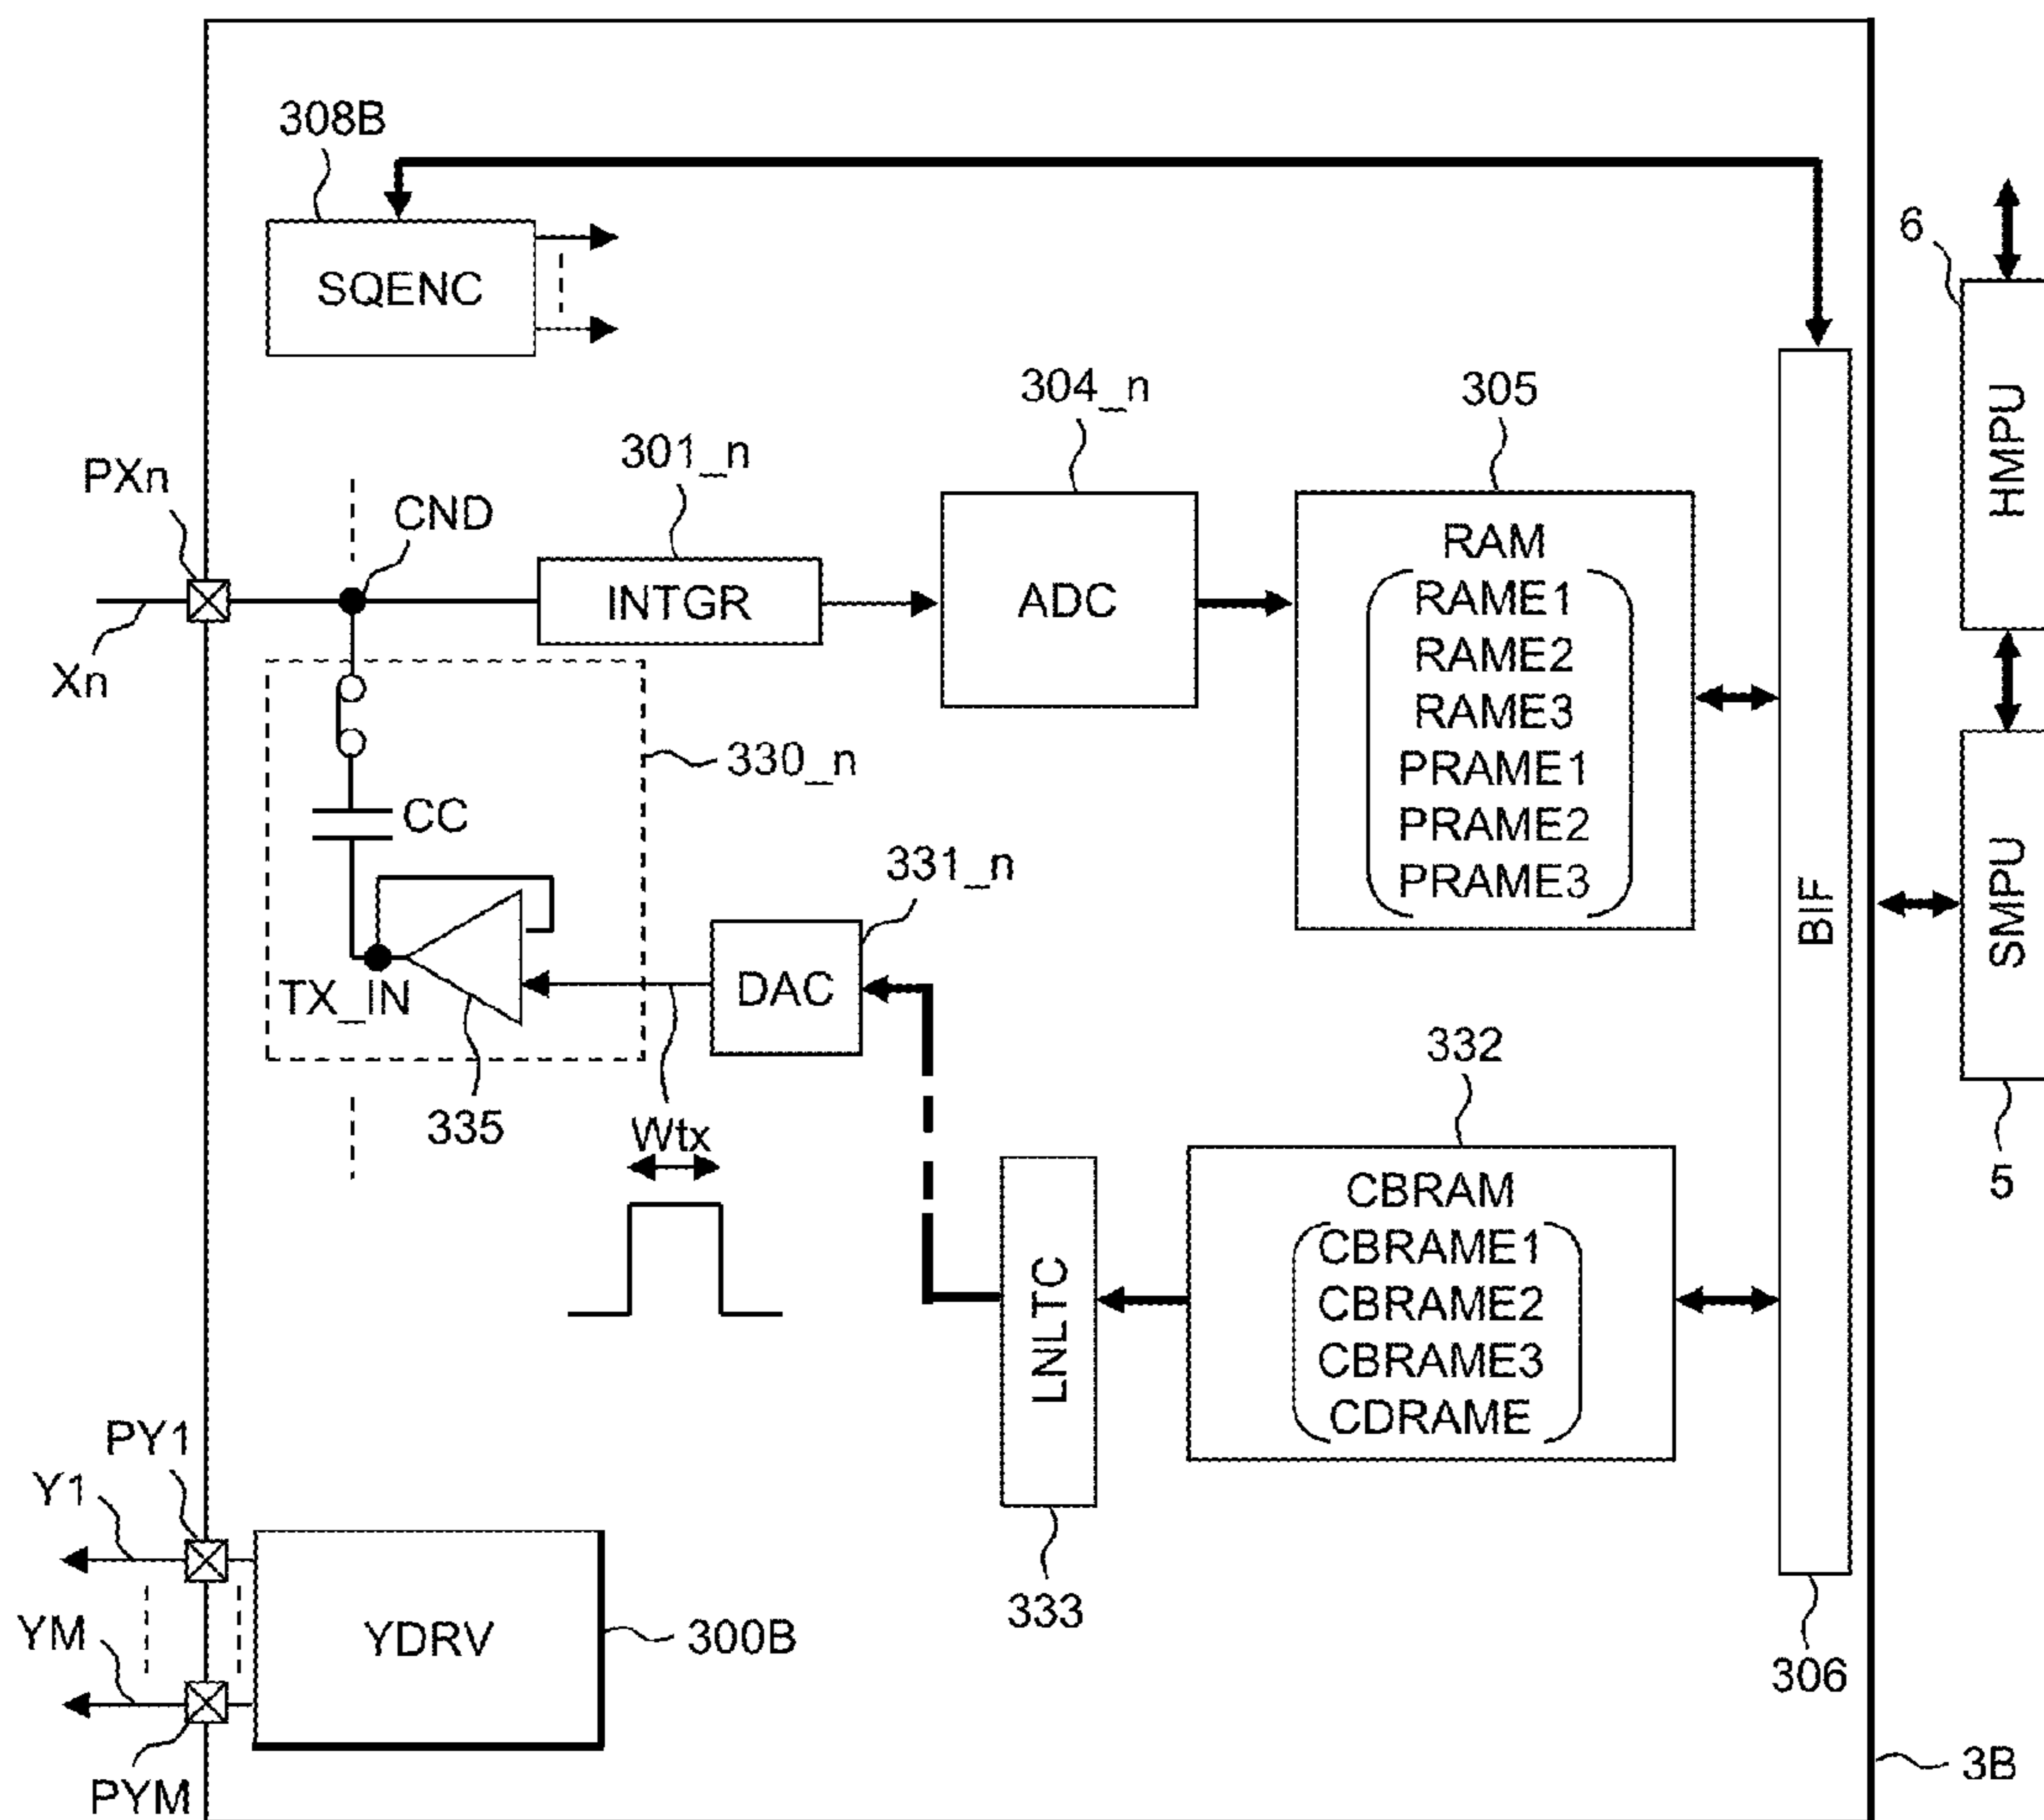 308B
SQENC
6
HMPU
304_n
305
301_n
PXn
CND
INTGR
ADC
RAM
RAME1
RAME2
RAME3
PRAME1
PRAME2
PRAME3
Xn
330_n
CC
331_n
DAC
TX_IN
335
Wtx
BIF
SMPU
5
332
CBRAM
CBRAME1
CBRAME2
CBRAME3
CDRAME
LNLTC
333
306
PY1
Y1
YM
YDRV
300B
PYM
3B